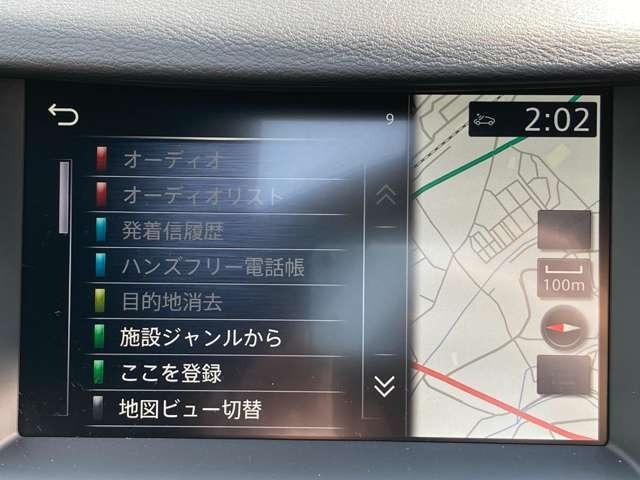 9
2:02
オーディオ
オーディオリスト
発着信履歴
ハンズフリー電話帳
目的地消去
100m
施設ジャンルから
ここを登録
地図ビュー切替